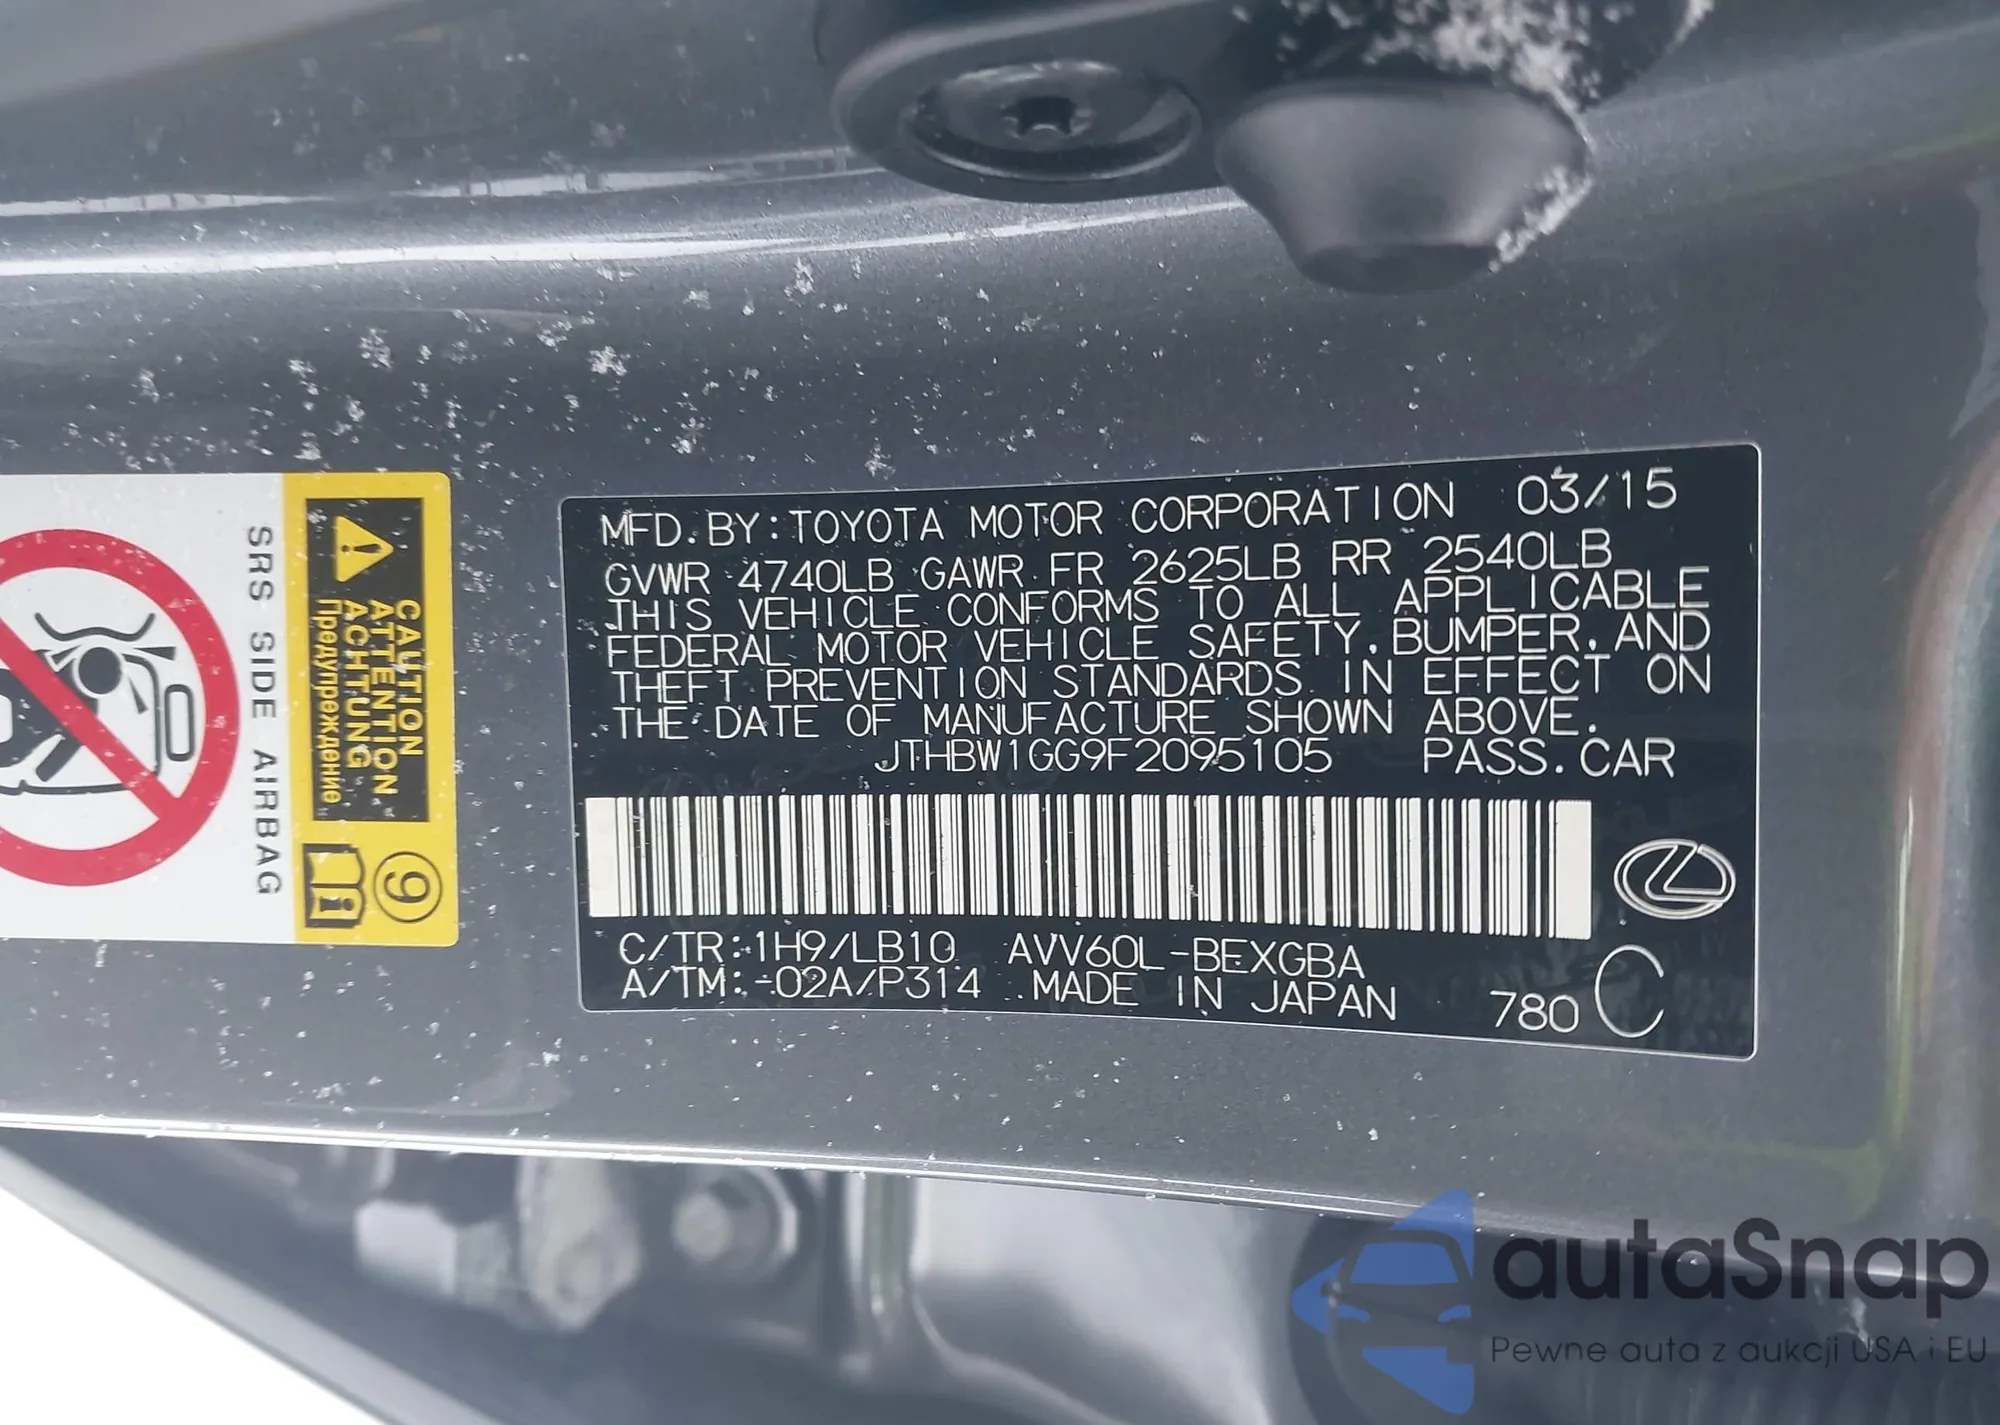 MFD. BY: TOYOTA MOTOR CORPORATION 03/15
GVWR 4740LB GAWR FR 2625LB RR 2540LB
THIS VEHICLE CONFORMS TO ALL APPLICABLE
FEDERAL MOTOR VEHICLE SAFETY, BUMPER, AND
THEFT PREVENTION STANDARDS IN EFFECT ON
THE DATE OF MANUFACTURE SHOWN ABOVE.
JTHBW1GG9F2095105 PASS. CAR
C/TR: 1H9/LB10 AVV60L-BEXGBA
A/TM: -02A/P314 MADE IN JAPAN 780 C
CAUTION
ATTENTION
ACHTUNG
Предупреждение
9
i
SRS SIDE AIRBAG
autaSnap
Pewne auta z aukcji USA i EU